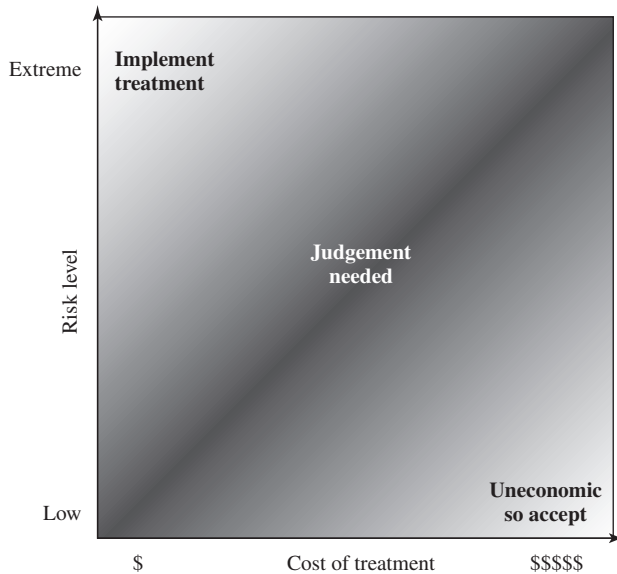 Extreme
Implement
treatment
Judgement
needed
Risk level
Uneconomic
so accept
Low
$
Cost of treatment
$$$$$